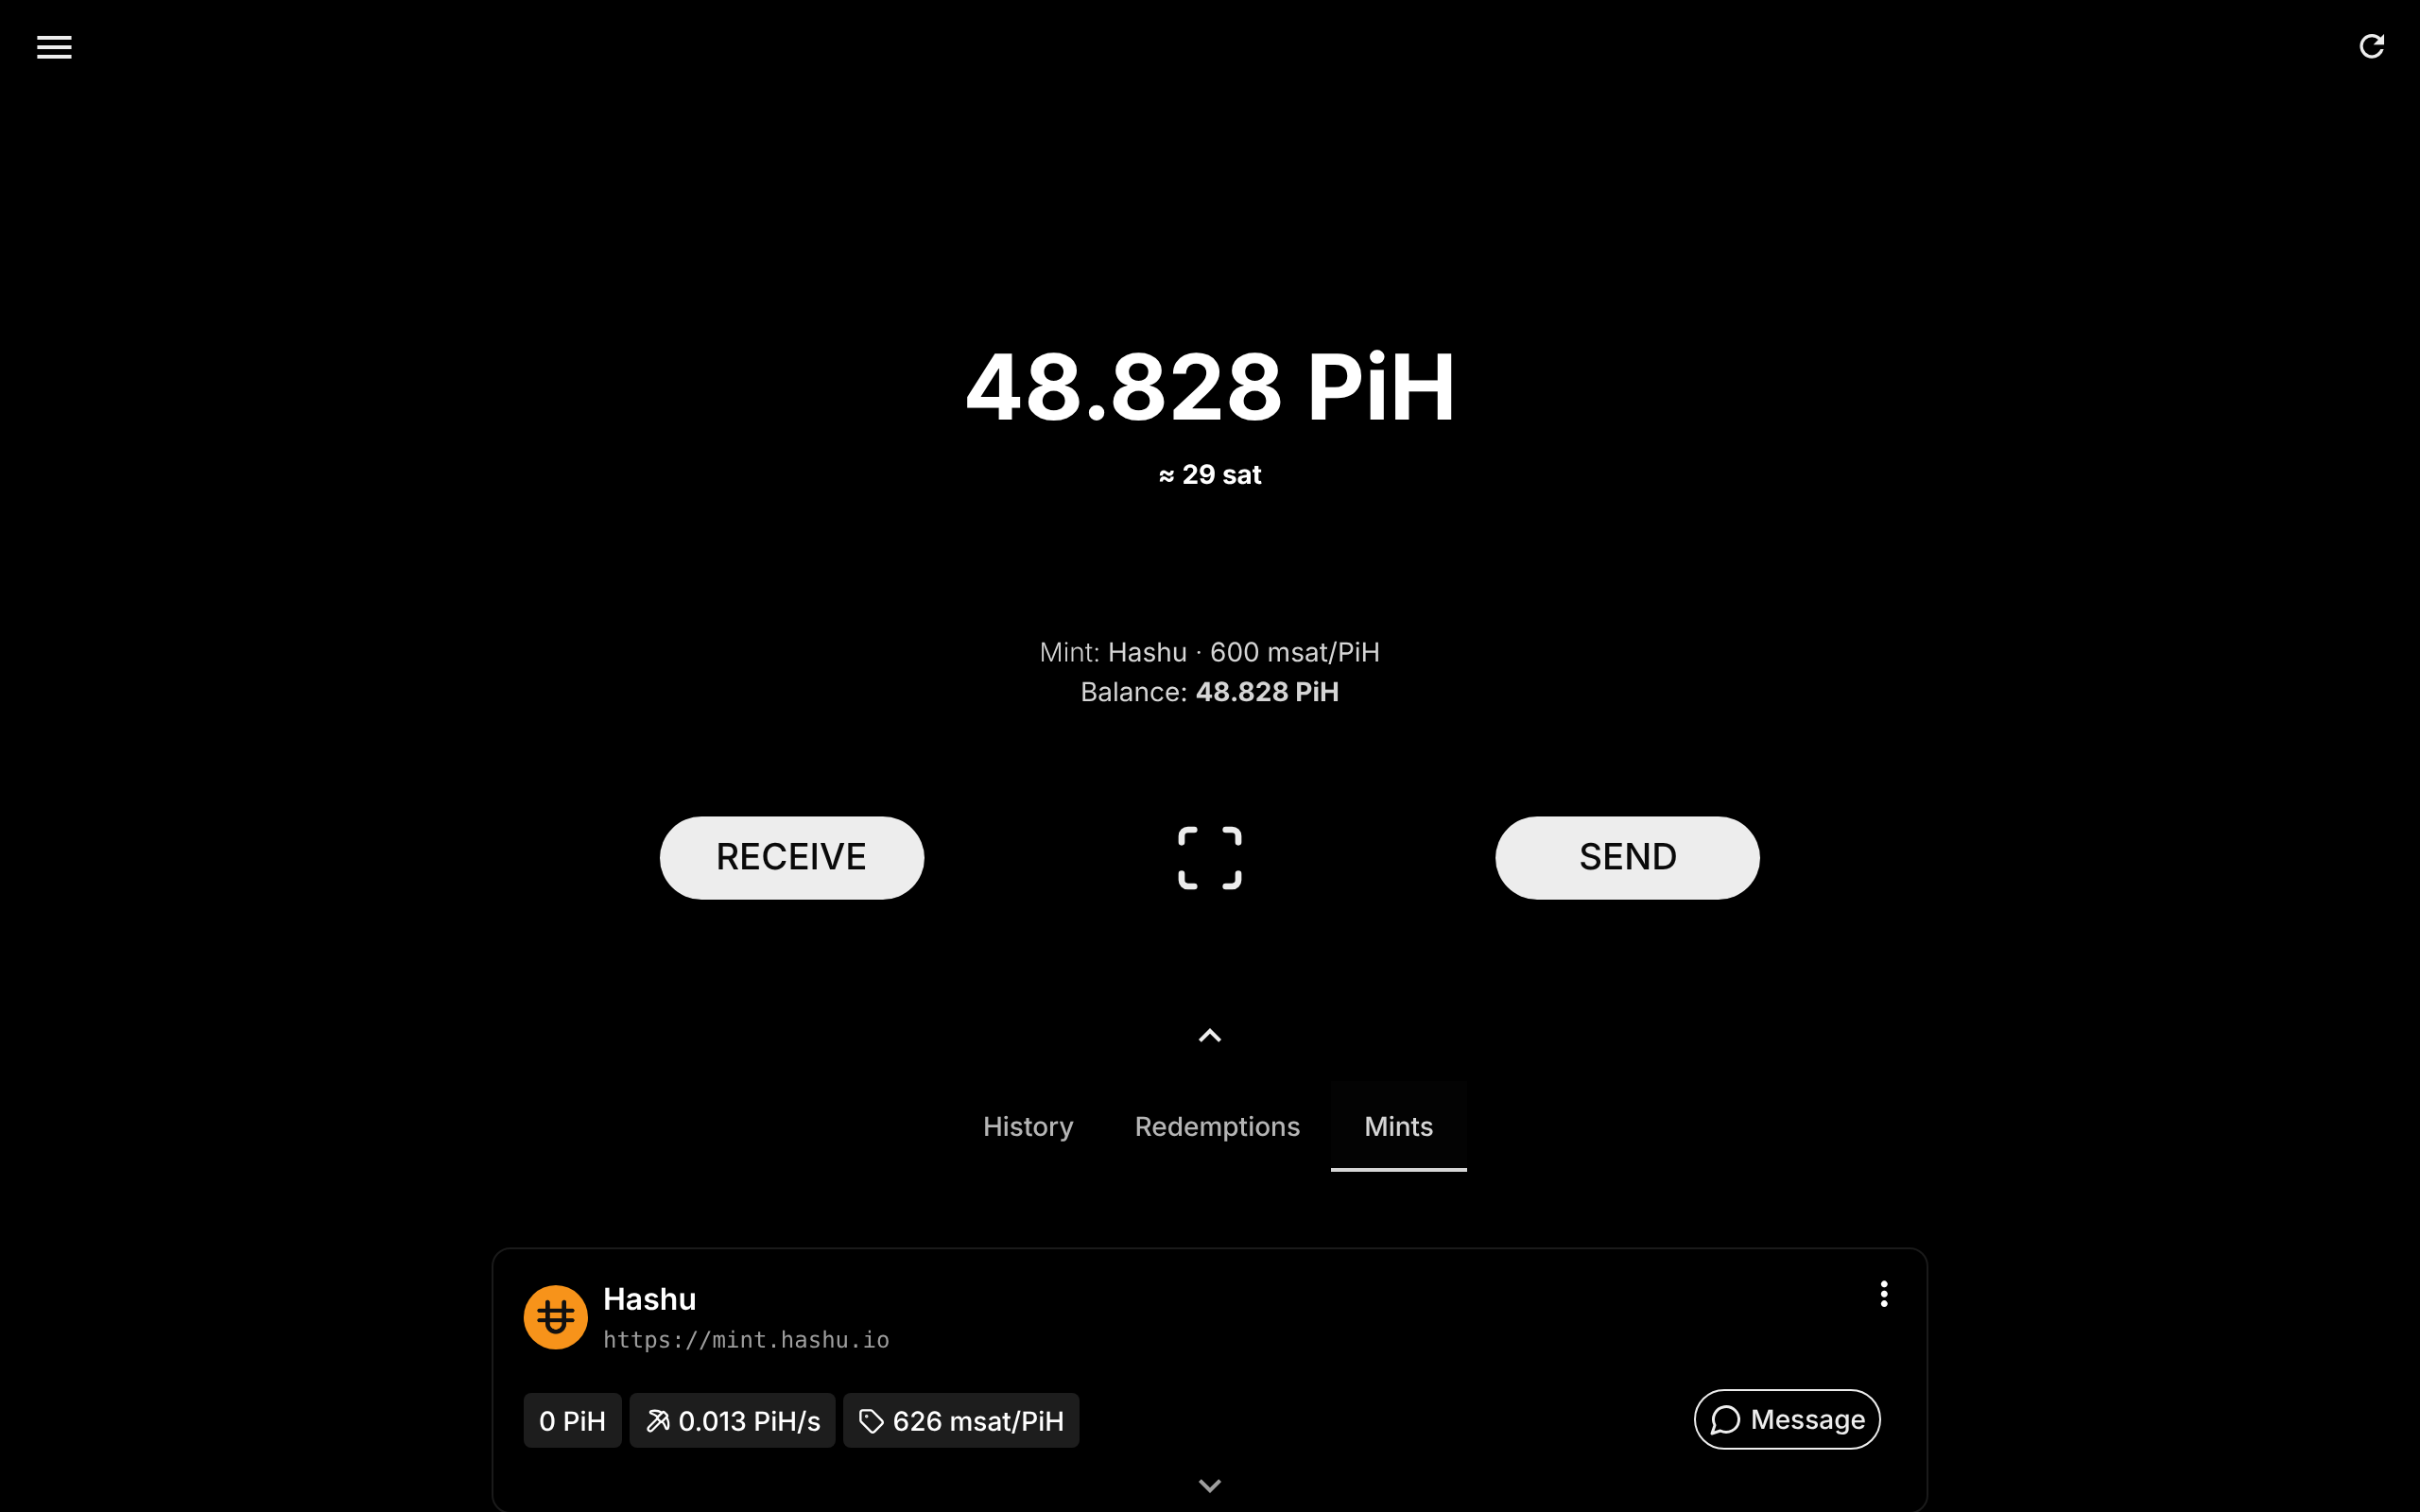 48.828 PiH
≈ 29 sat
Mint: Hashu · 600 msat/PiH
Balance: 48.828 PiH
RECEIVE
SEND
History
Redemptions
Mints
Hashu
https://mint.hashu.io
0 PiH
0.013 PiH/s
626 msat/PiH
Message